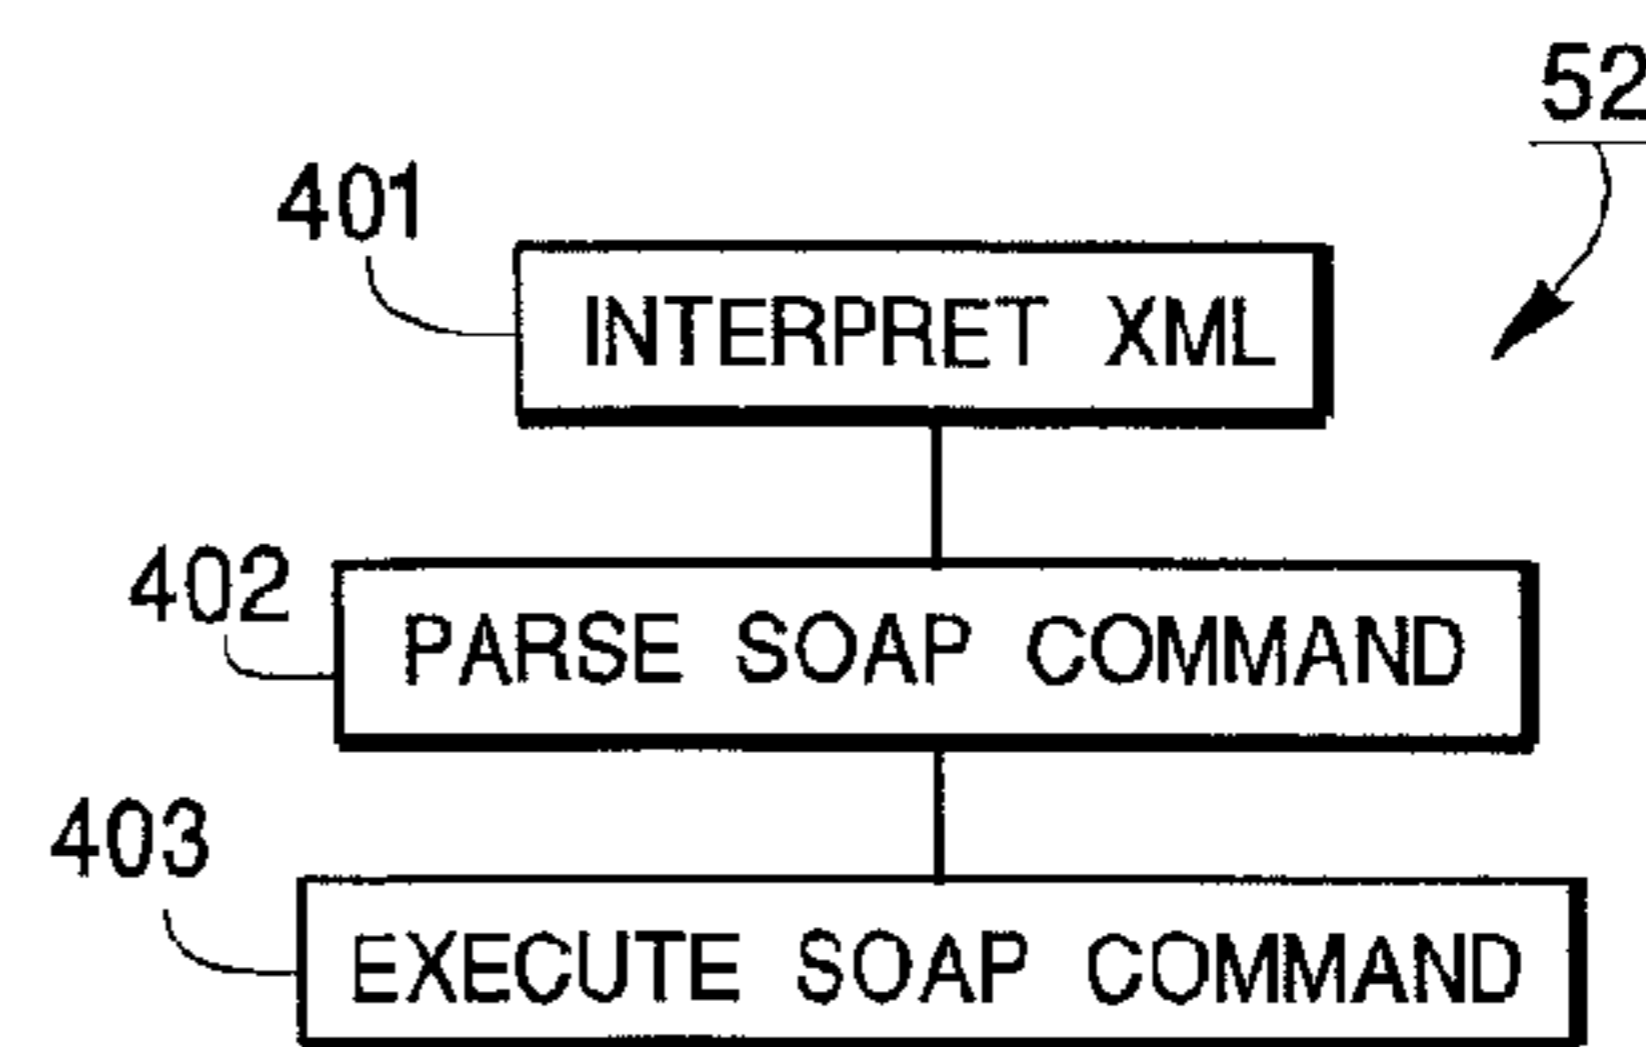 52
401
INTERPRET XML
402
PARSE SOAP COMMAND
403
EXECUTE SOAP COMMAND